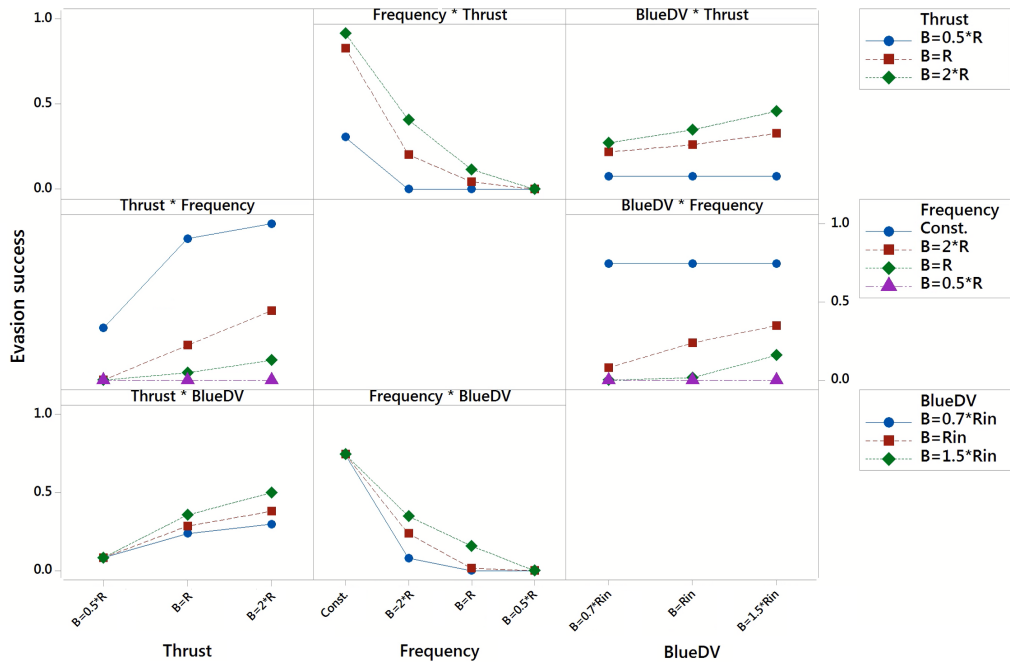 Frequency * Thrust
BlueDV * Thrust
1.0
0.5
0.0
Thrust
B=0.5*R
B=R
B=2*R
Thrust * Frequency
BlueDV * Frequency
1.0
0.5
0.0
Frequency
Const.
B=2*R
B=R
B=0.5*R
Evasion success
Thrust * BlueDV
Frequency * BlueDV
1.0
0.5
0.0
BlueDV
B=0.7*Rin
B=Rin
B=1.5*Rin
B=0.5*R
B=R
B=2*R
Const.
B=2*R
B=R
B=0.5*R
B=0.7*Rin
B=Rin
B=1.5*Rin
Thrust
Frequency
BlueDV